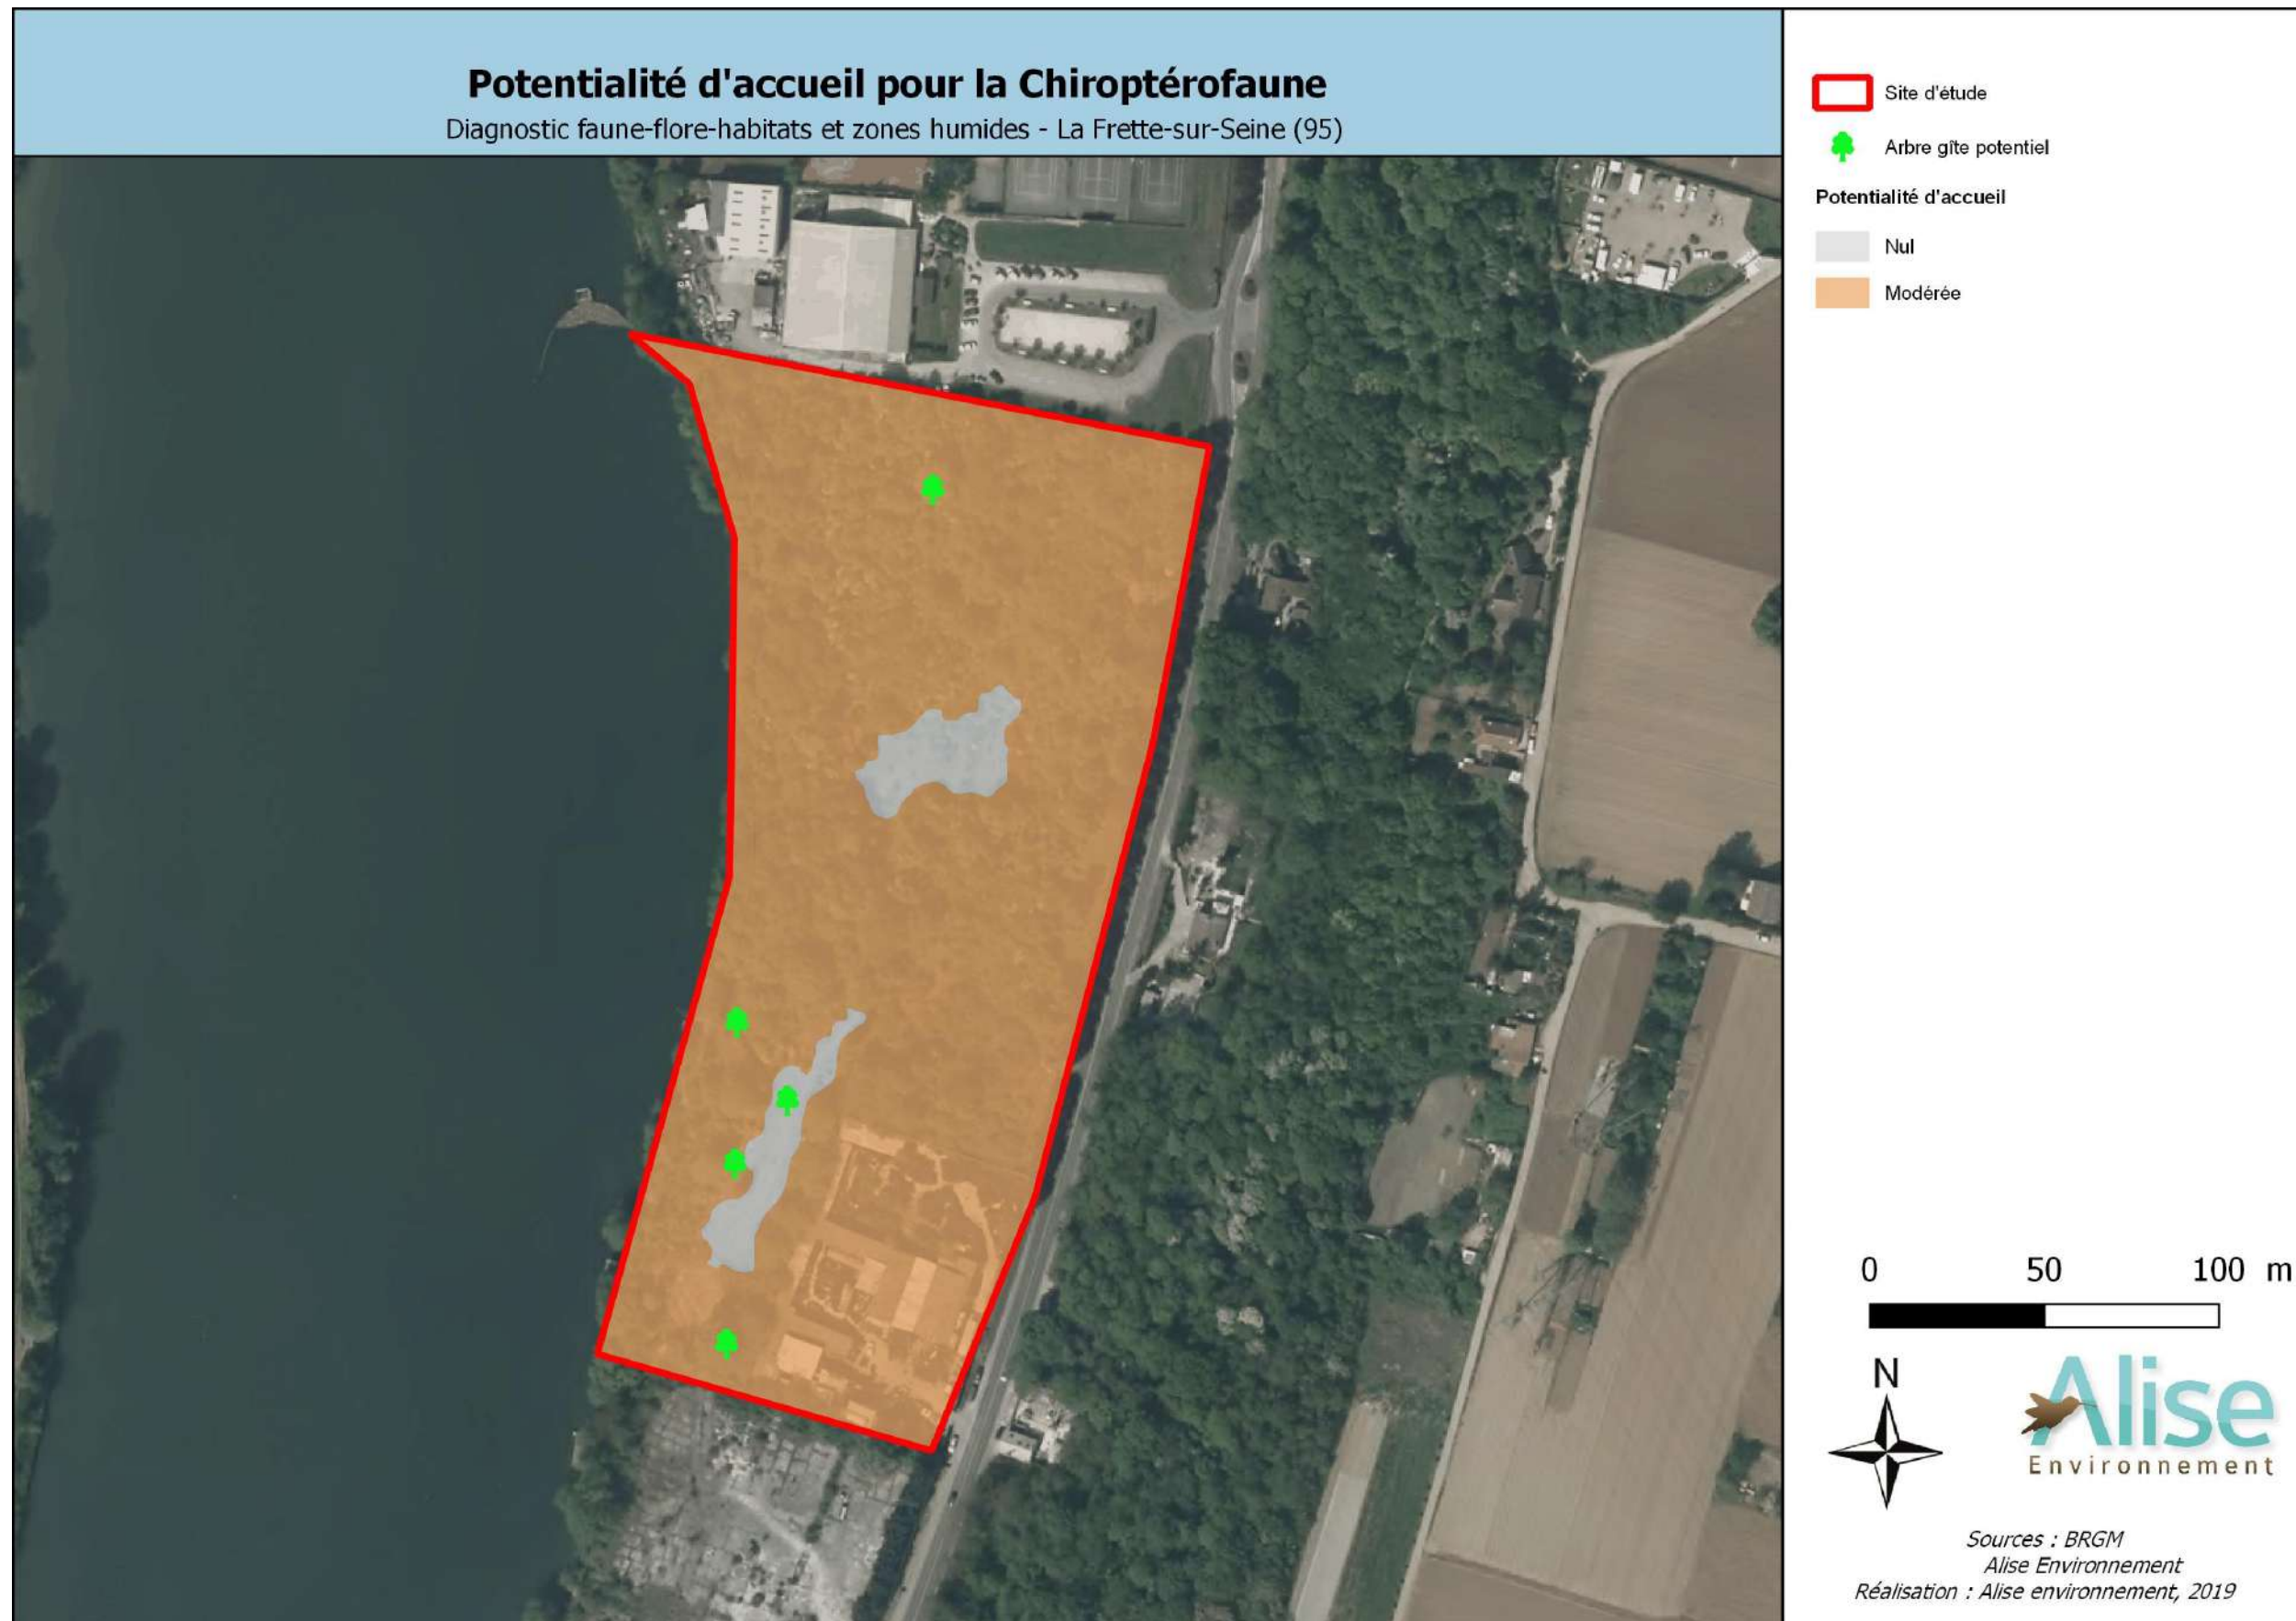 Potentialité d'accueil pour la Chiroptérofaune
Diagnostic faune-flore-habitats et zones humides - La Frette-sur-Seine (95)
Site d'étude
Arbre gîte potentiel
Potentialité d'accueil
Nul
Modérée
0 50 100 m
N
Alise
Environnement
Sources : BRGM
Alise Environnement
Réalisation : Alise environnement, 2019